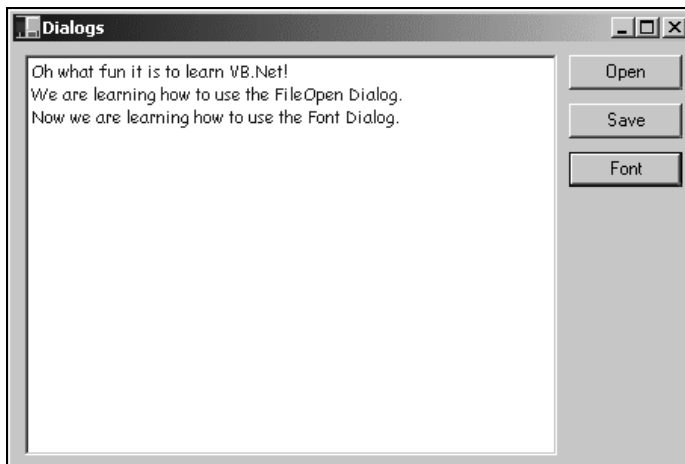 Dialogs
Oh what fun it is to learn VB.Net!
We are learning how to use the FileOpen Dialog.
Now we are learning how to use the Font Dialog.
Open
Save
Font